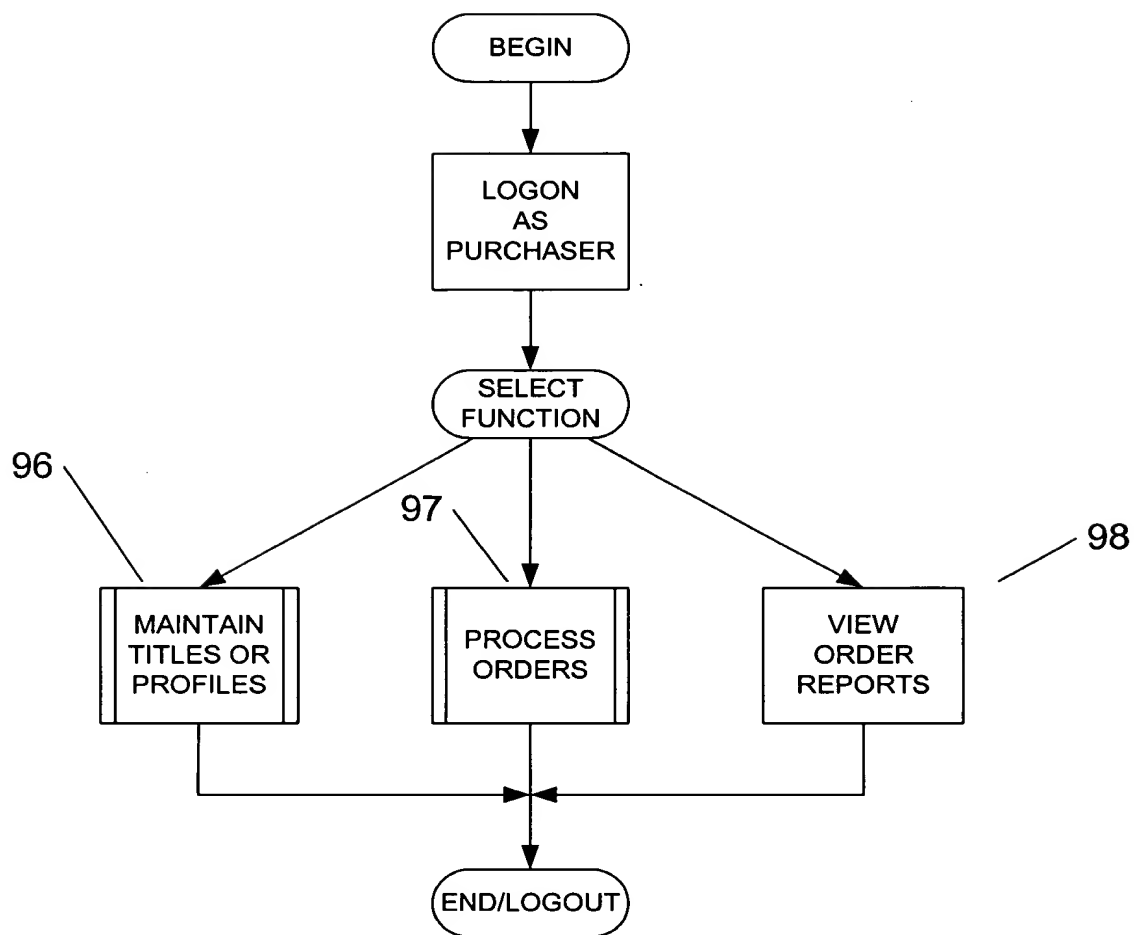 BEGIN
LOGON
AS
PURCHASER
SELECT
FUNCTION
96
97
98
MAINTAIN
TITLES OR
PROFILES
PROCESS
ORDERS
VIEW
ORDER
REPORTS
END/LOGOUT